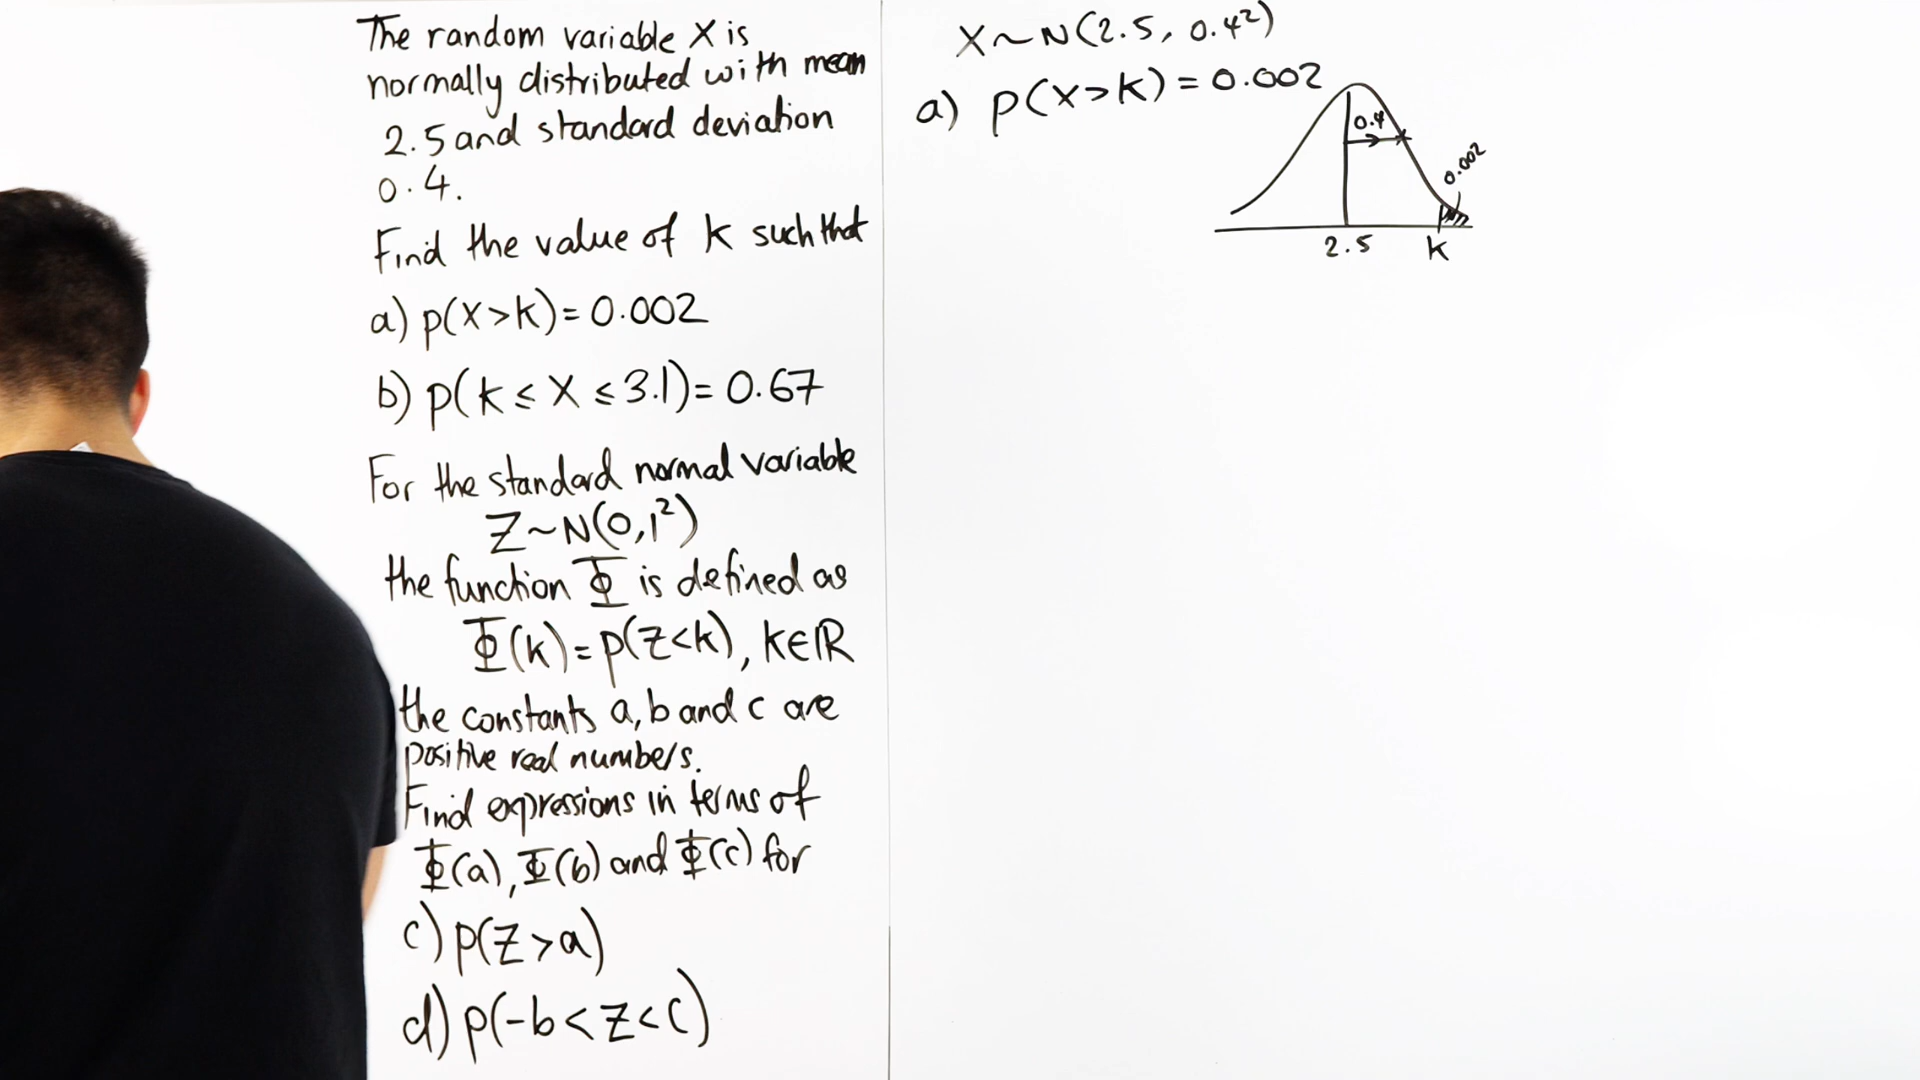 The random variable X is
normally distributed with mean
2.5 and standard deviation
0.4.
Find the value of k such that
a) p(X>k)=0.002
b) p(k≤X≤3.1)=0.67
For the standard normal variable
Z~N(0,1²)
the function Φ is defined as
Φ(k)=p(Z<k), k∈ℝ
the constants a, b and c are
positive real numbers.
Find expressions in terms of
Φ(a), Φ(b) and Φ(c) for
c) p(Z>a)
d) p(-b<Z<c)
X~N(2.5, 0.4²)
a) p(X>k)=0.002
0.4
0.002
2.5 k